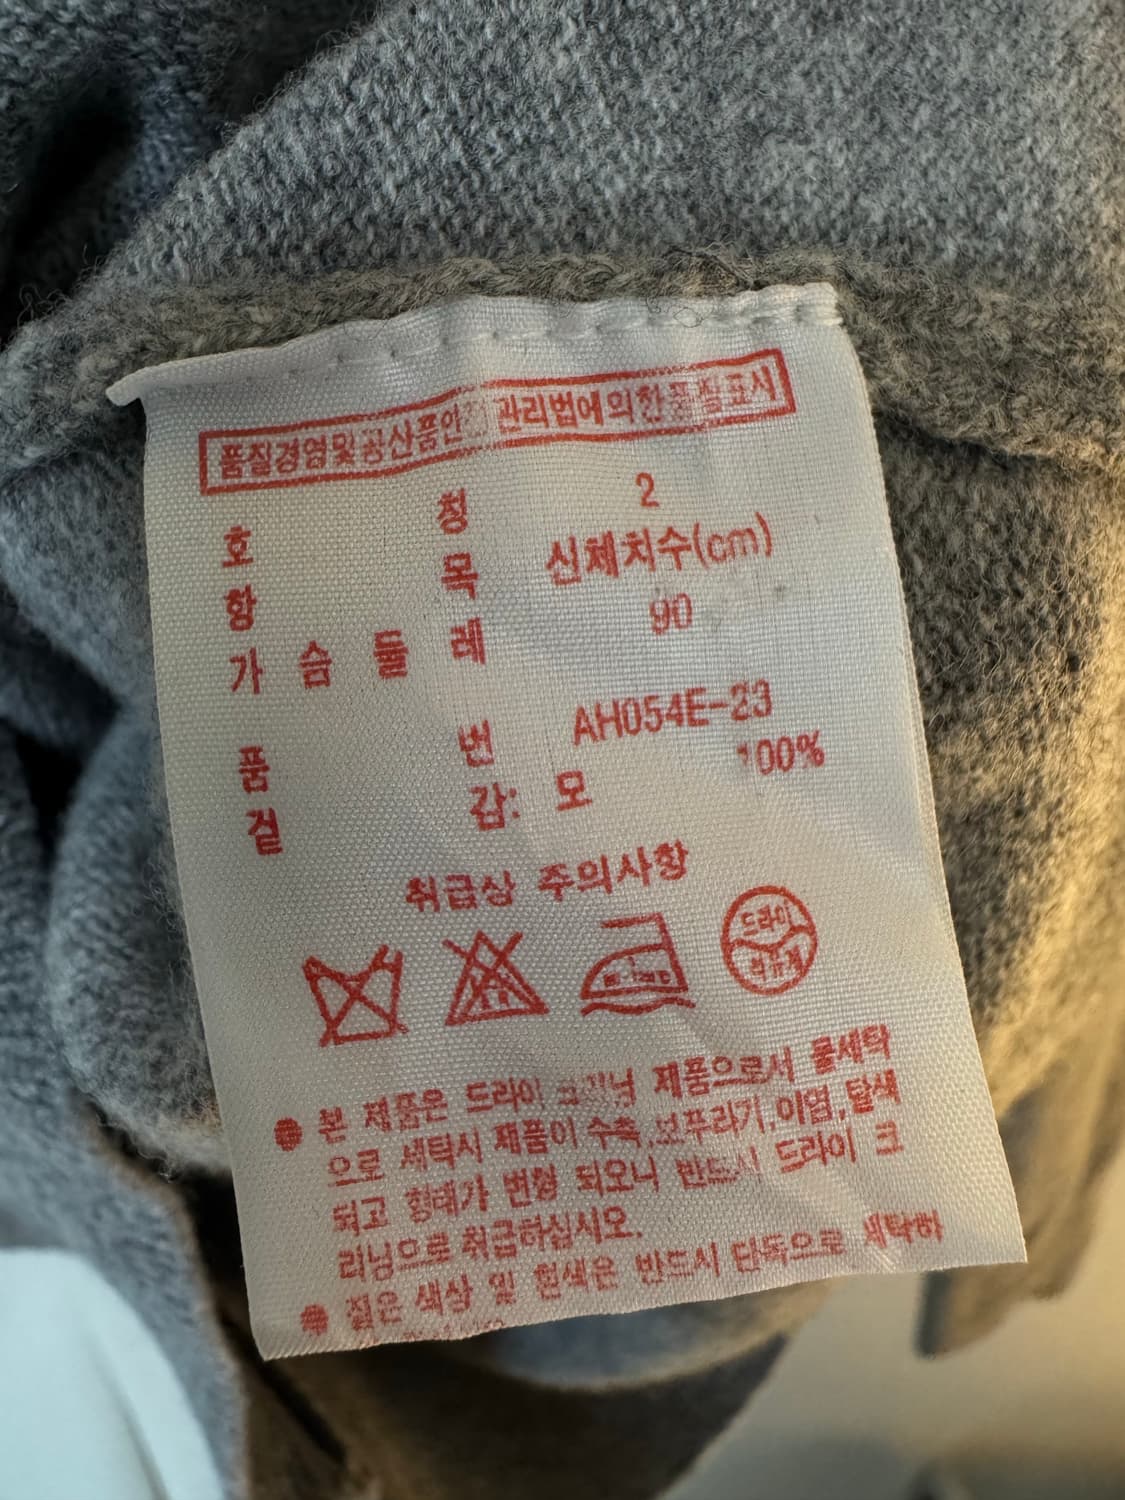 품질경영및공산품안전관리법에의한품질표시
호 칭 2
항 목 신체치수(cm)
가 슴 둘 레 90
품 번 AH054E-23
겉 감: 모 100%
취급상 주의사항
드라이
● 본 제품은 드라이 크리닝 제품으로서 물세탁
으로 세탁시 제품이 수축,보푸라기,이염,탈색
되고 형태가 변형 되오니 반드시 드라이 크
리닝으로 취급하십시오.
● 짙은 색상 및 흰색은 반드시 단독으로 세탁하